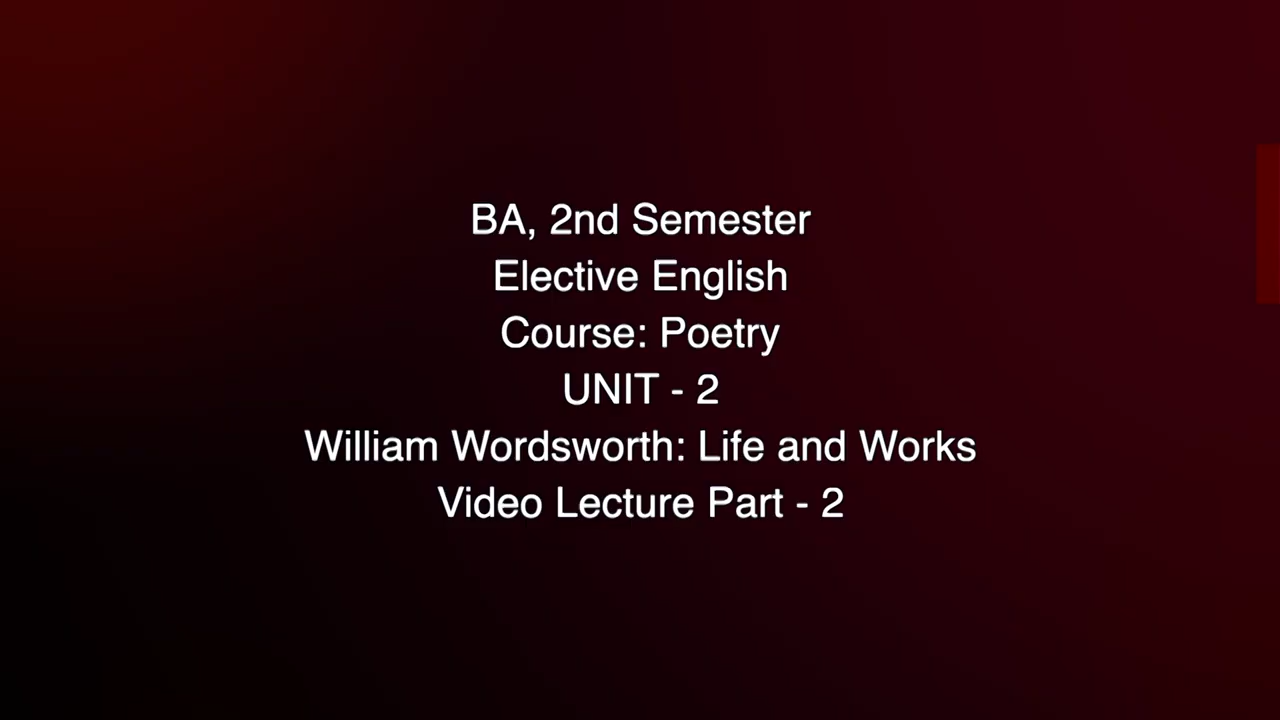 BA, 2nd Semester
Elective English
Course: Poetry
UNIT - 2
William Wordsworth: Life and Works
Video Lecture Part - 2